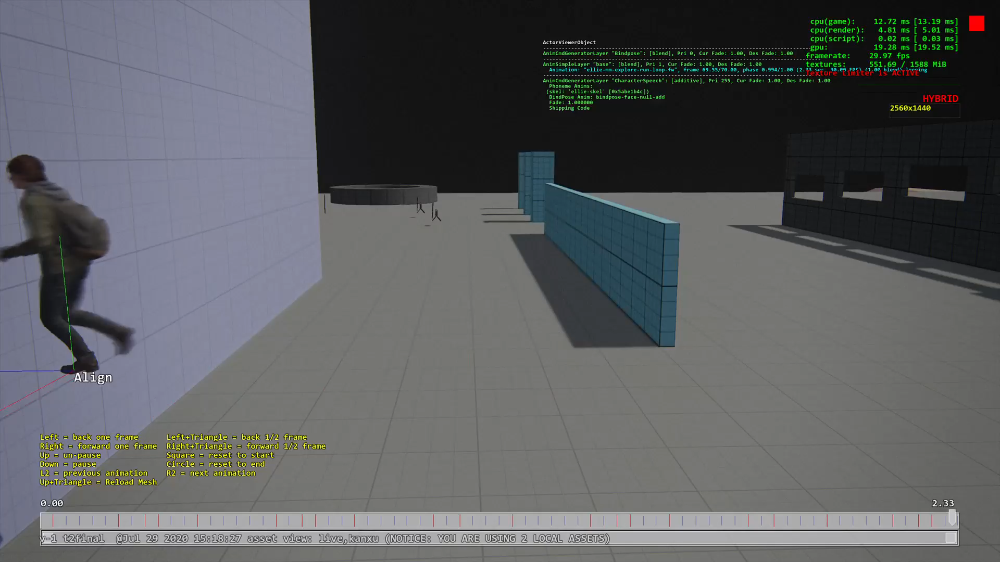 cpu(game): 12.72 ms [13.19 ms]
cpu(render): 4.81 ms [ 5.01 ms]
cpu(script): 0.02 ms [ 0.03 ms]
gpu: 19.28 ms [19.52 ms]
framerate: 29.97 fps
textures: 551.69 / 1588 MiB
Texture Limiter is ACTIVE
HYBRID
2560x1440
ActorViewerObject
AnimCmdGeneratorLayer "Bindpose": [blend], Pri 0, Cur Fade: 1.00, Des Fade: 1.00
AnimSimpleLayer "base": [blend], Pri 1, Cur Fade: 1.00, Des Fade: 1.00
Animation: "ellie-mm-explore-run-loop-fw", frame 69.55/70.00, phase 0.994/1.00 (2.33 sec, 30.00 FPS) (1.00 blend) looping
AnimCmdGeneratorLayer "CharacterSpeech": [additive], Pri 255, Cur Fade: 1.00, Des Fade: 1.00
Phoneme Anims:
(skel: 'ellie-skel' [0x5abe1b4c])
BindPose Anim: bindpose-face-null-add
Fade: 1.000000
Shipping Code
Align
Left = back one frame Left+Triangle = back 1/2 frame
Right = forward one frame Right+Triangle = forward 1/2 frame
Up = un-pause Square = reset to start
Down = pause Circle = reset to end
L2 = previous animation R2 = next animation
Up+Triangle = Reload Mesh
0.00 2.33
v-1 t2final @Jul 29 2020 15:18:27 asset view: live,kanxu (NOTICE: YOU ARE USING 2 LOCAL ASSETS)